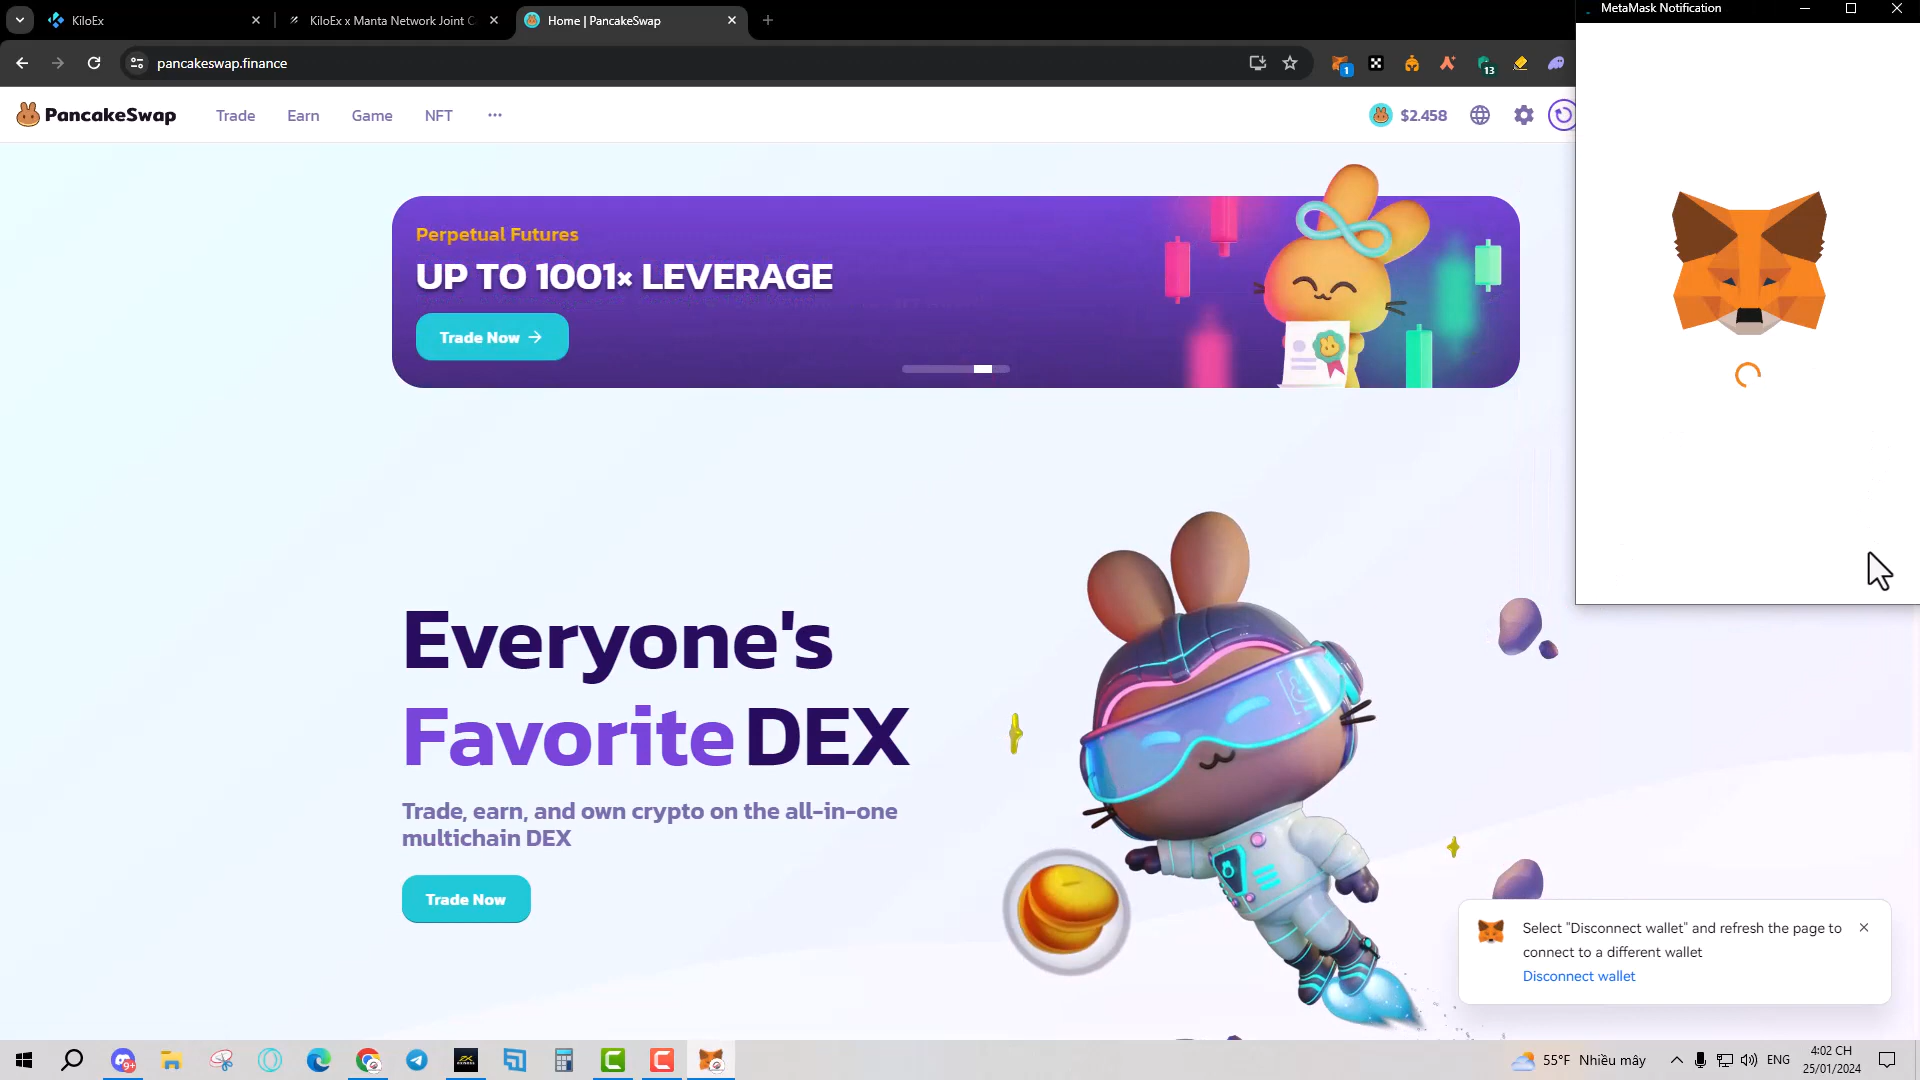 KiloEx
KiloEx x Manta Network Joint C
Home | PancakeSwap
MetaMask Notification
pancakeswap.finance
1
13
PancakeSwap
Trade
Earn
Game
NFT
$2.458
Perpetual Futures
UP TO 1001× LEVERAGE
Trade Now
Everyone's
Favorite DEX
Trade, earn, and own crypto on the all-in-one
multichain DEX
Trade Now
Select "Disconnect wallet" and refresh the page to
connect to a different wallet
Disconnect wallet
9+
55°F Nhiều mây
ENG
4:02 CH
25/01/2024